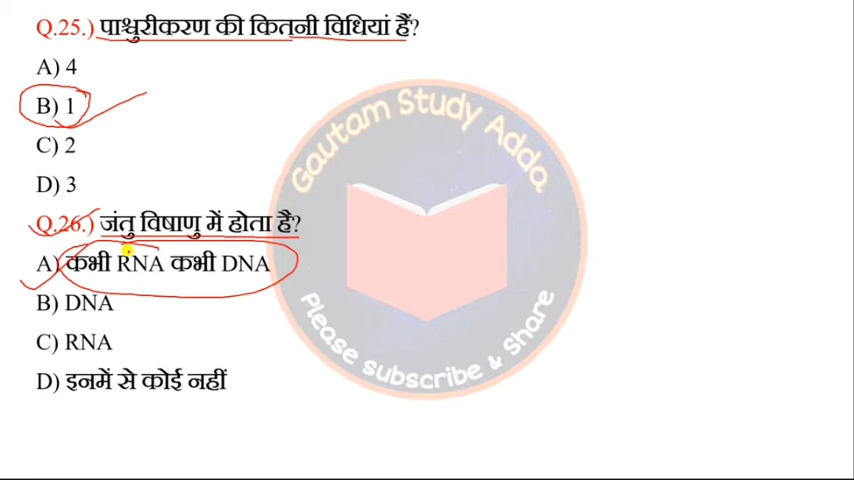 Q.25.) पाश्चुरीकरण की कितनी विधियां हैं?
A) 4
B) 1
C) 2
D) 3
Q.26.) जंतु विषाणु में होता है?
A) कभी RNA कभी DNA
B) DNA
C) RNA
D) इनमें से कोई नहीं
Gautam Study Adda
Please subscribe & share